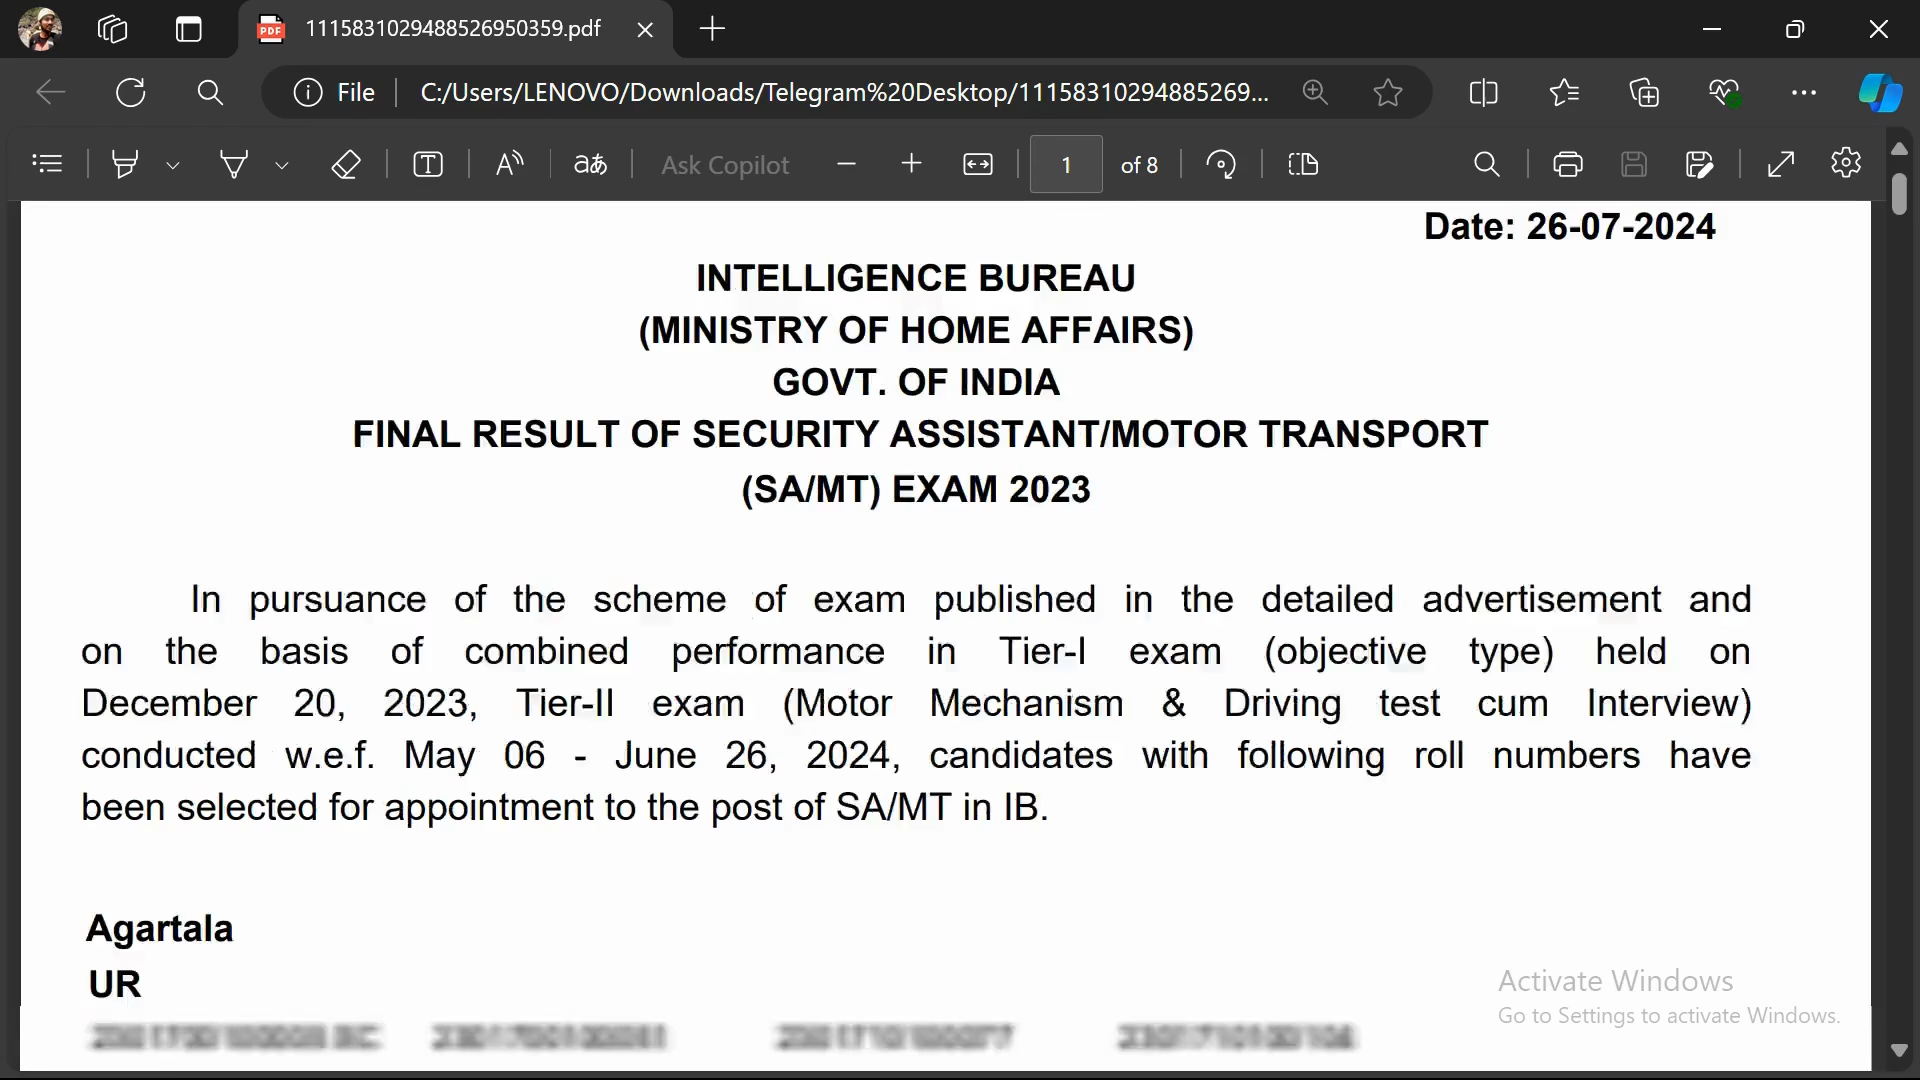 1115831029488526950359.pdf
File
C:/Users/LENOVO/Downloads/Telegram%20Desktop/11158310294885269...
Ask Copilot
1 of 8
Date: 26-07-2024
INTELLIGENCE BUREAU
(MINISTRY OF HOME AFFAIRS)
GOVT. OF INDIA
FINAL RESULT OF SECURITY ASSISTANT/MOTOR TRANSPORT
(SA/MT) EXAM 2023
In pursuance of the scheme of exam published in the detailed advertisement and
on the basis of combined performance in Tier-I exam (objective type) held on
December 20, 2023, Tier-II exam (Motor Mechanism & Driving test cum Interview)
conducted w.e.f. May 06 - June 26, 2024, candidates with following roll numbers have
been selected for appointment to the post of SA/MT in IB.
Agartala
UR
Activate Windows
Go to Settings to activate Windows.